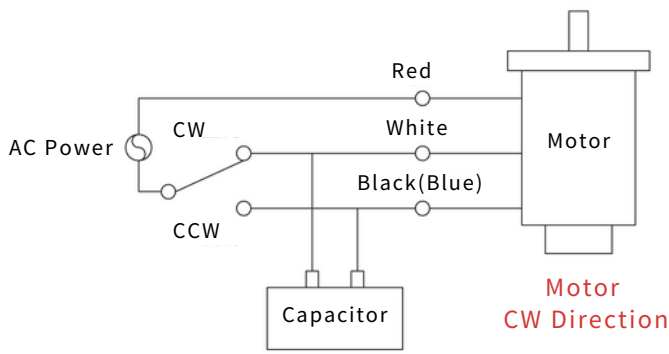 Red
CW
White
AC Power
Motor
Black(Blue)
CCW
Capacitor
Motor
CW Direction